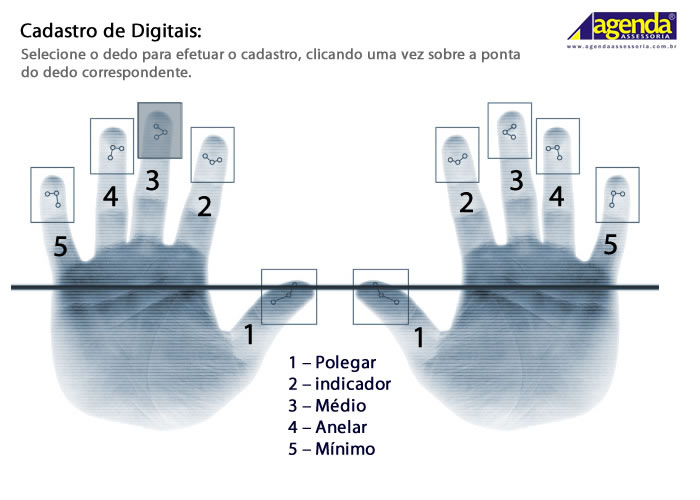 Cadastro de Digitais:
agenda
ASSESSORIA
www.agendaassessoria.com.br
Selecione o dedo para efetuar o cadastro, clicando uma vez sobre a ponta
do dedo correspondente.
5
4
3
2
2
3
4
5
1
1
1 – Polegar
2 – indicador
3 – Médio
4 – Anelar
5 – Mínimo